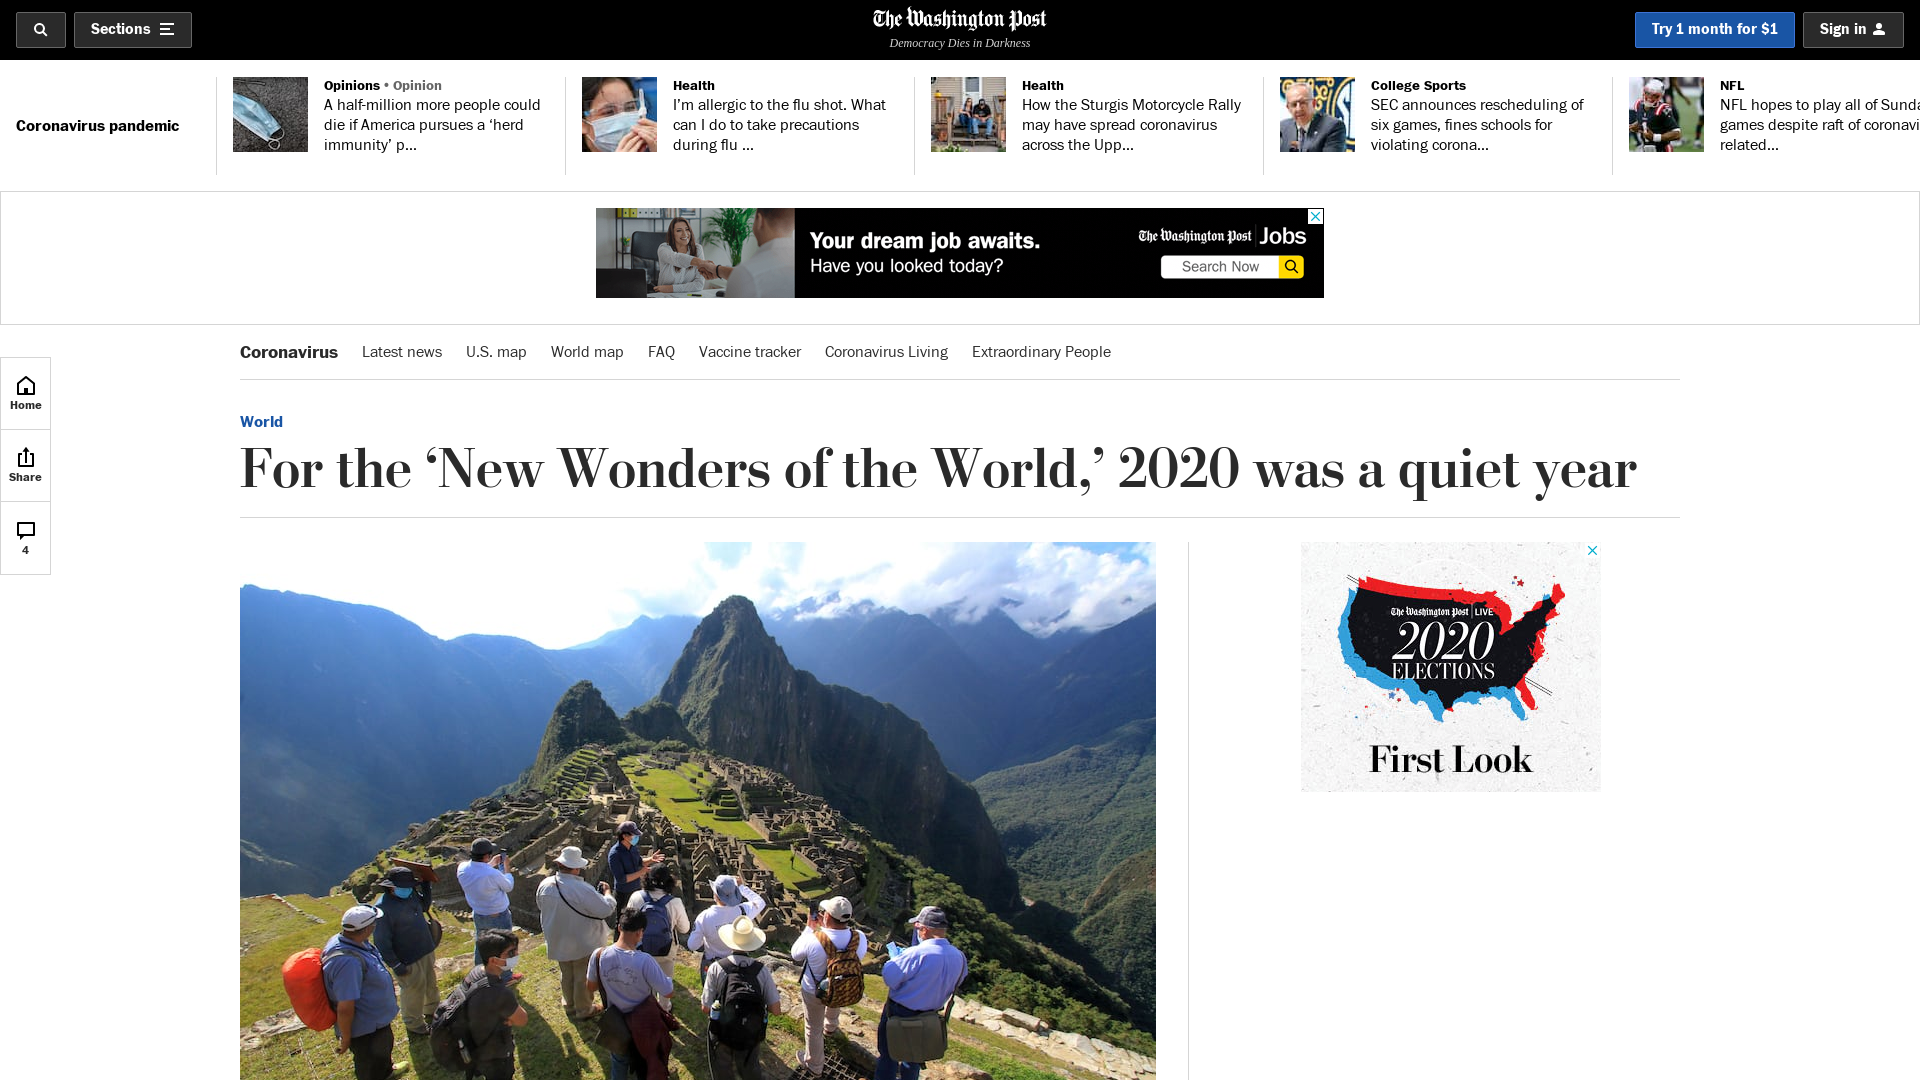 Sections
The Washington Post
Democracy Dies in Darkness
Try 1 month for $1
Sign in
Coronavirus pandemic
Opinions • Opinion
A half-million more people could
die if America pursues a ‘herd
immunity’ p...
Health
I’m allergic to the flu shot. What
can I do to take precautions
during flu ...
Health
How the Sturgis Motorcycle Rally
may have spread coronavirus
across the Upp...
College Sports
SEC announces rescheduling of
six games, fines schools for
violating corona...
NFL
NFL hopes to play all of Sunda
games despite raft of coronavi
related...
Your dream job awaits.
Have you looked today?
The Washington Post Jobs
Search Now
Coronavirus
Latest news
U.S. map
World map
FAQ
Vaccine tracker
Coronavirus Living
Extraordinary People
Home
Share
4
World
For the ‘New Wonders of the World,’ 2020 was a quiet year
The Washington Post LIVE
2020
ELECTIONS
First Look